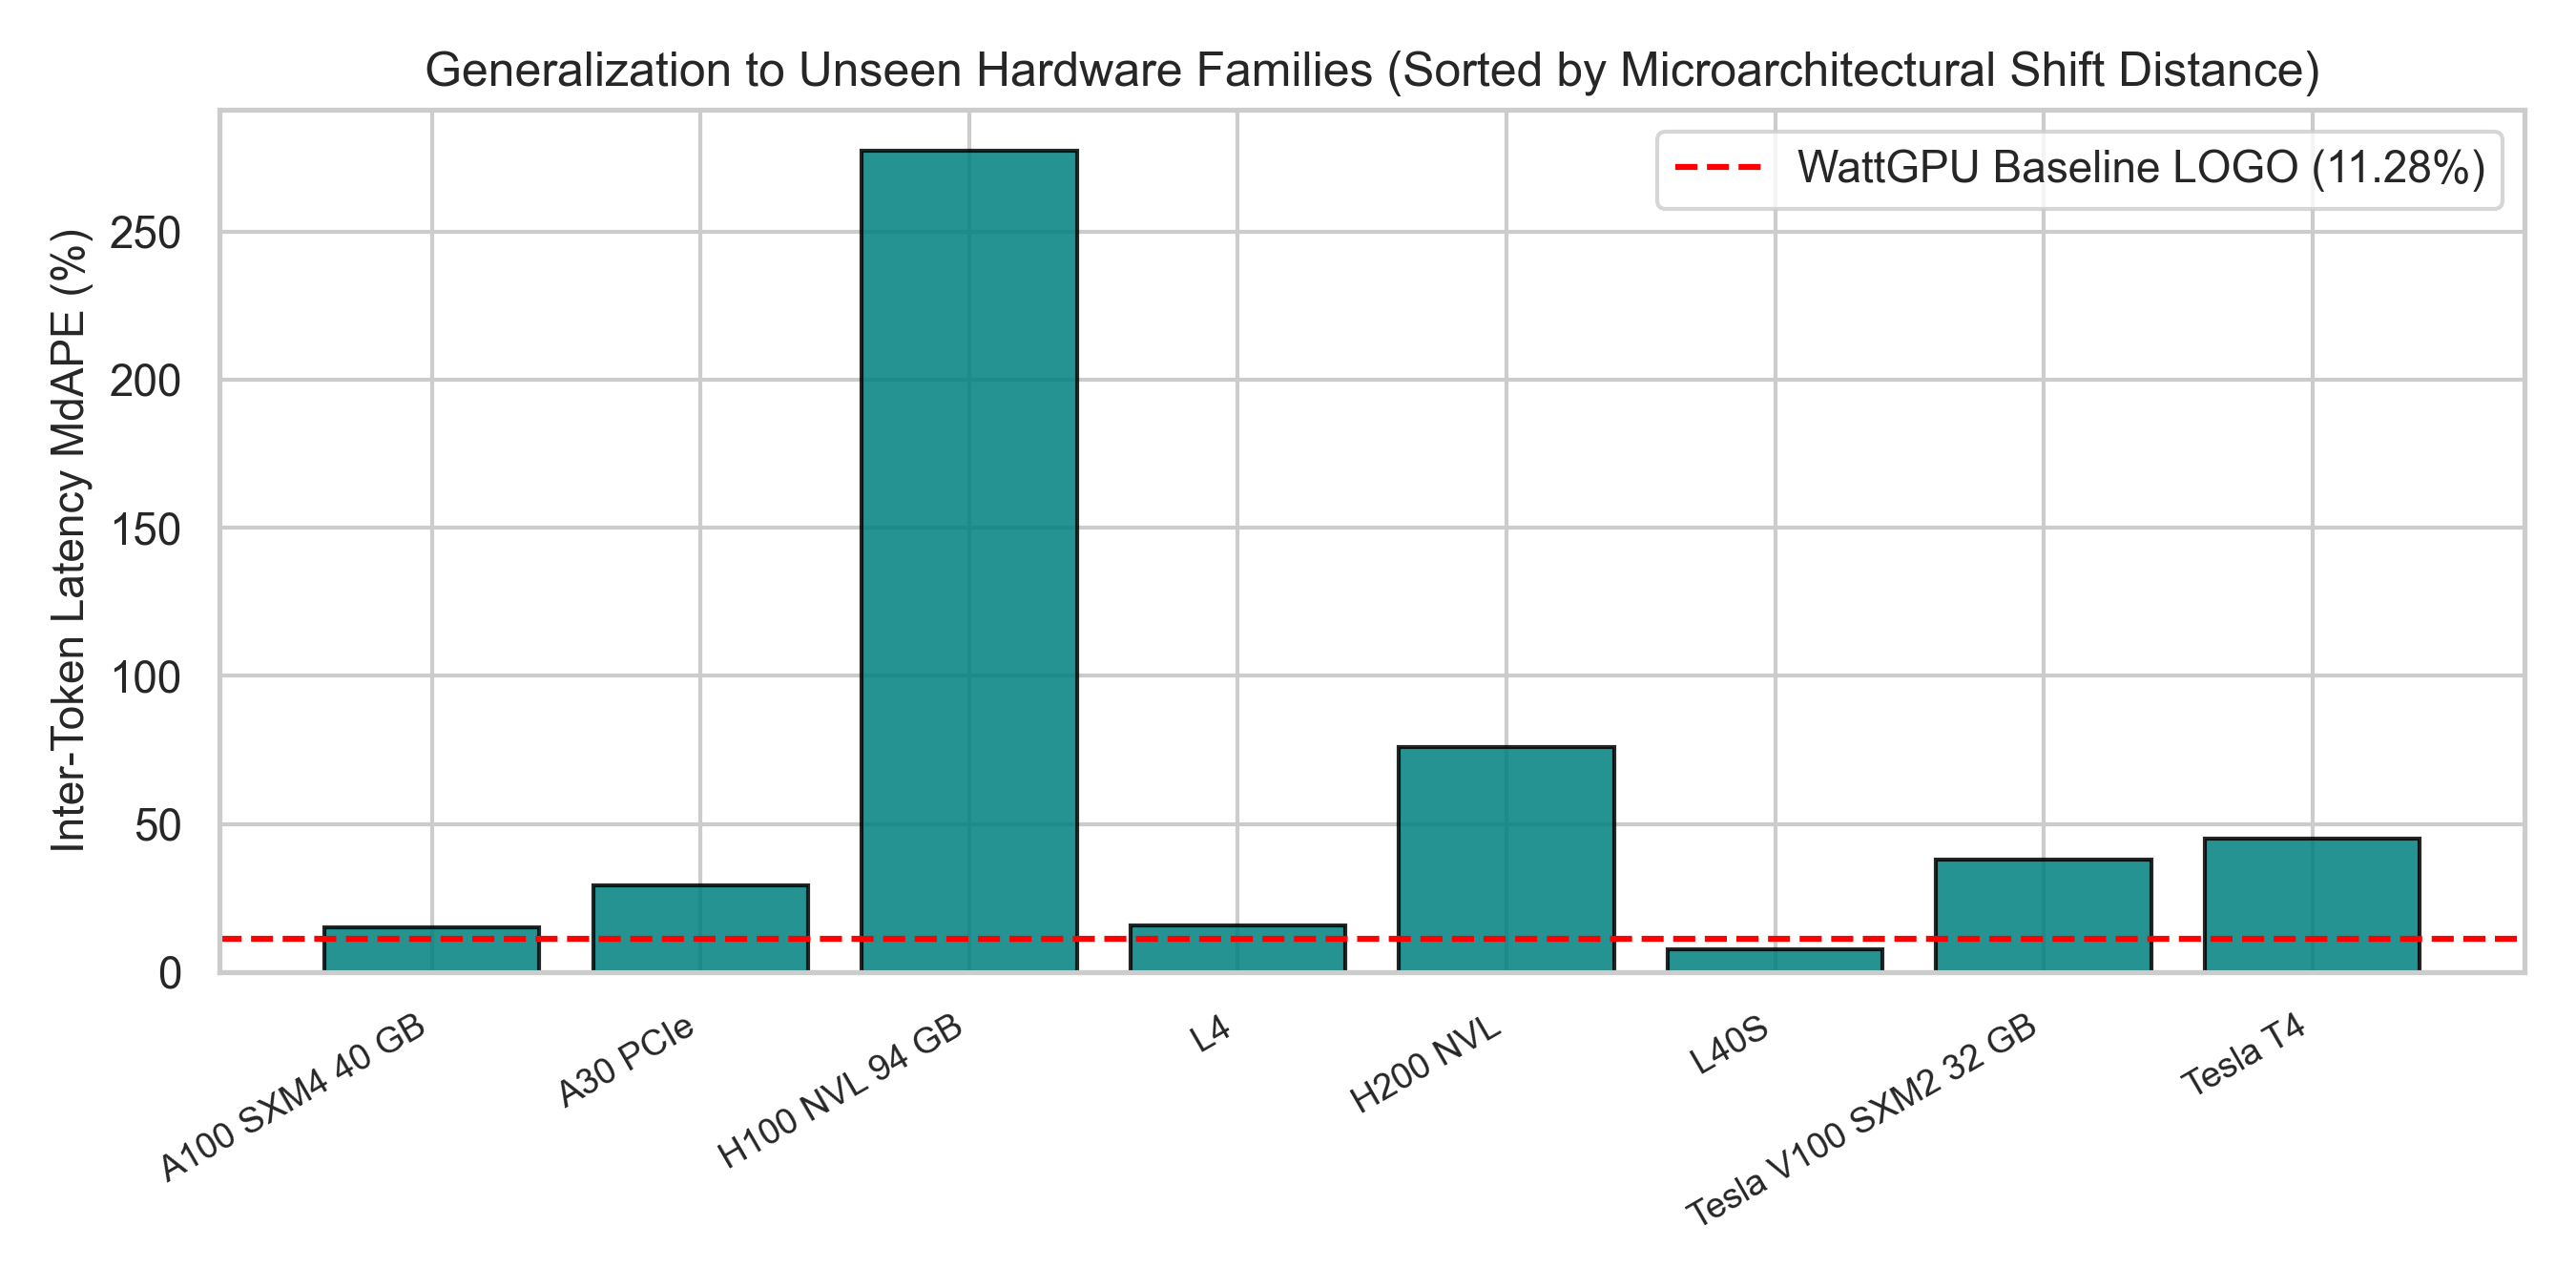 Generalization to Unseen Hardware Families (Sorted by Microarchitectural Shift Distance)
WattGPU Baseline LOGO (11.28%)
Inter-Token Latency MdAPE (%)
250
200
150
100
50
0
A100 SXM4 40 GB
A30 PCIe
H100 NVL 94 GB
L4
H200 NVL
L40S
Tesla V100 SXM2 32 GB
Tesla T4